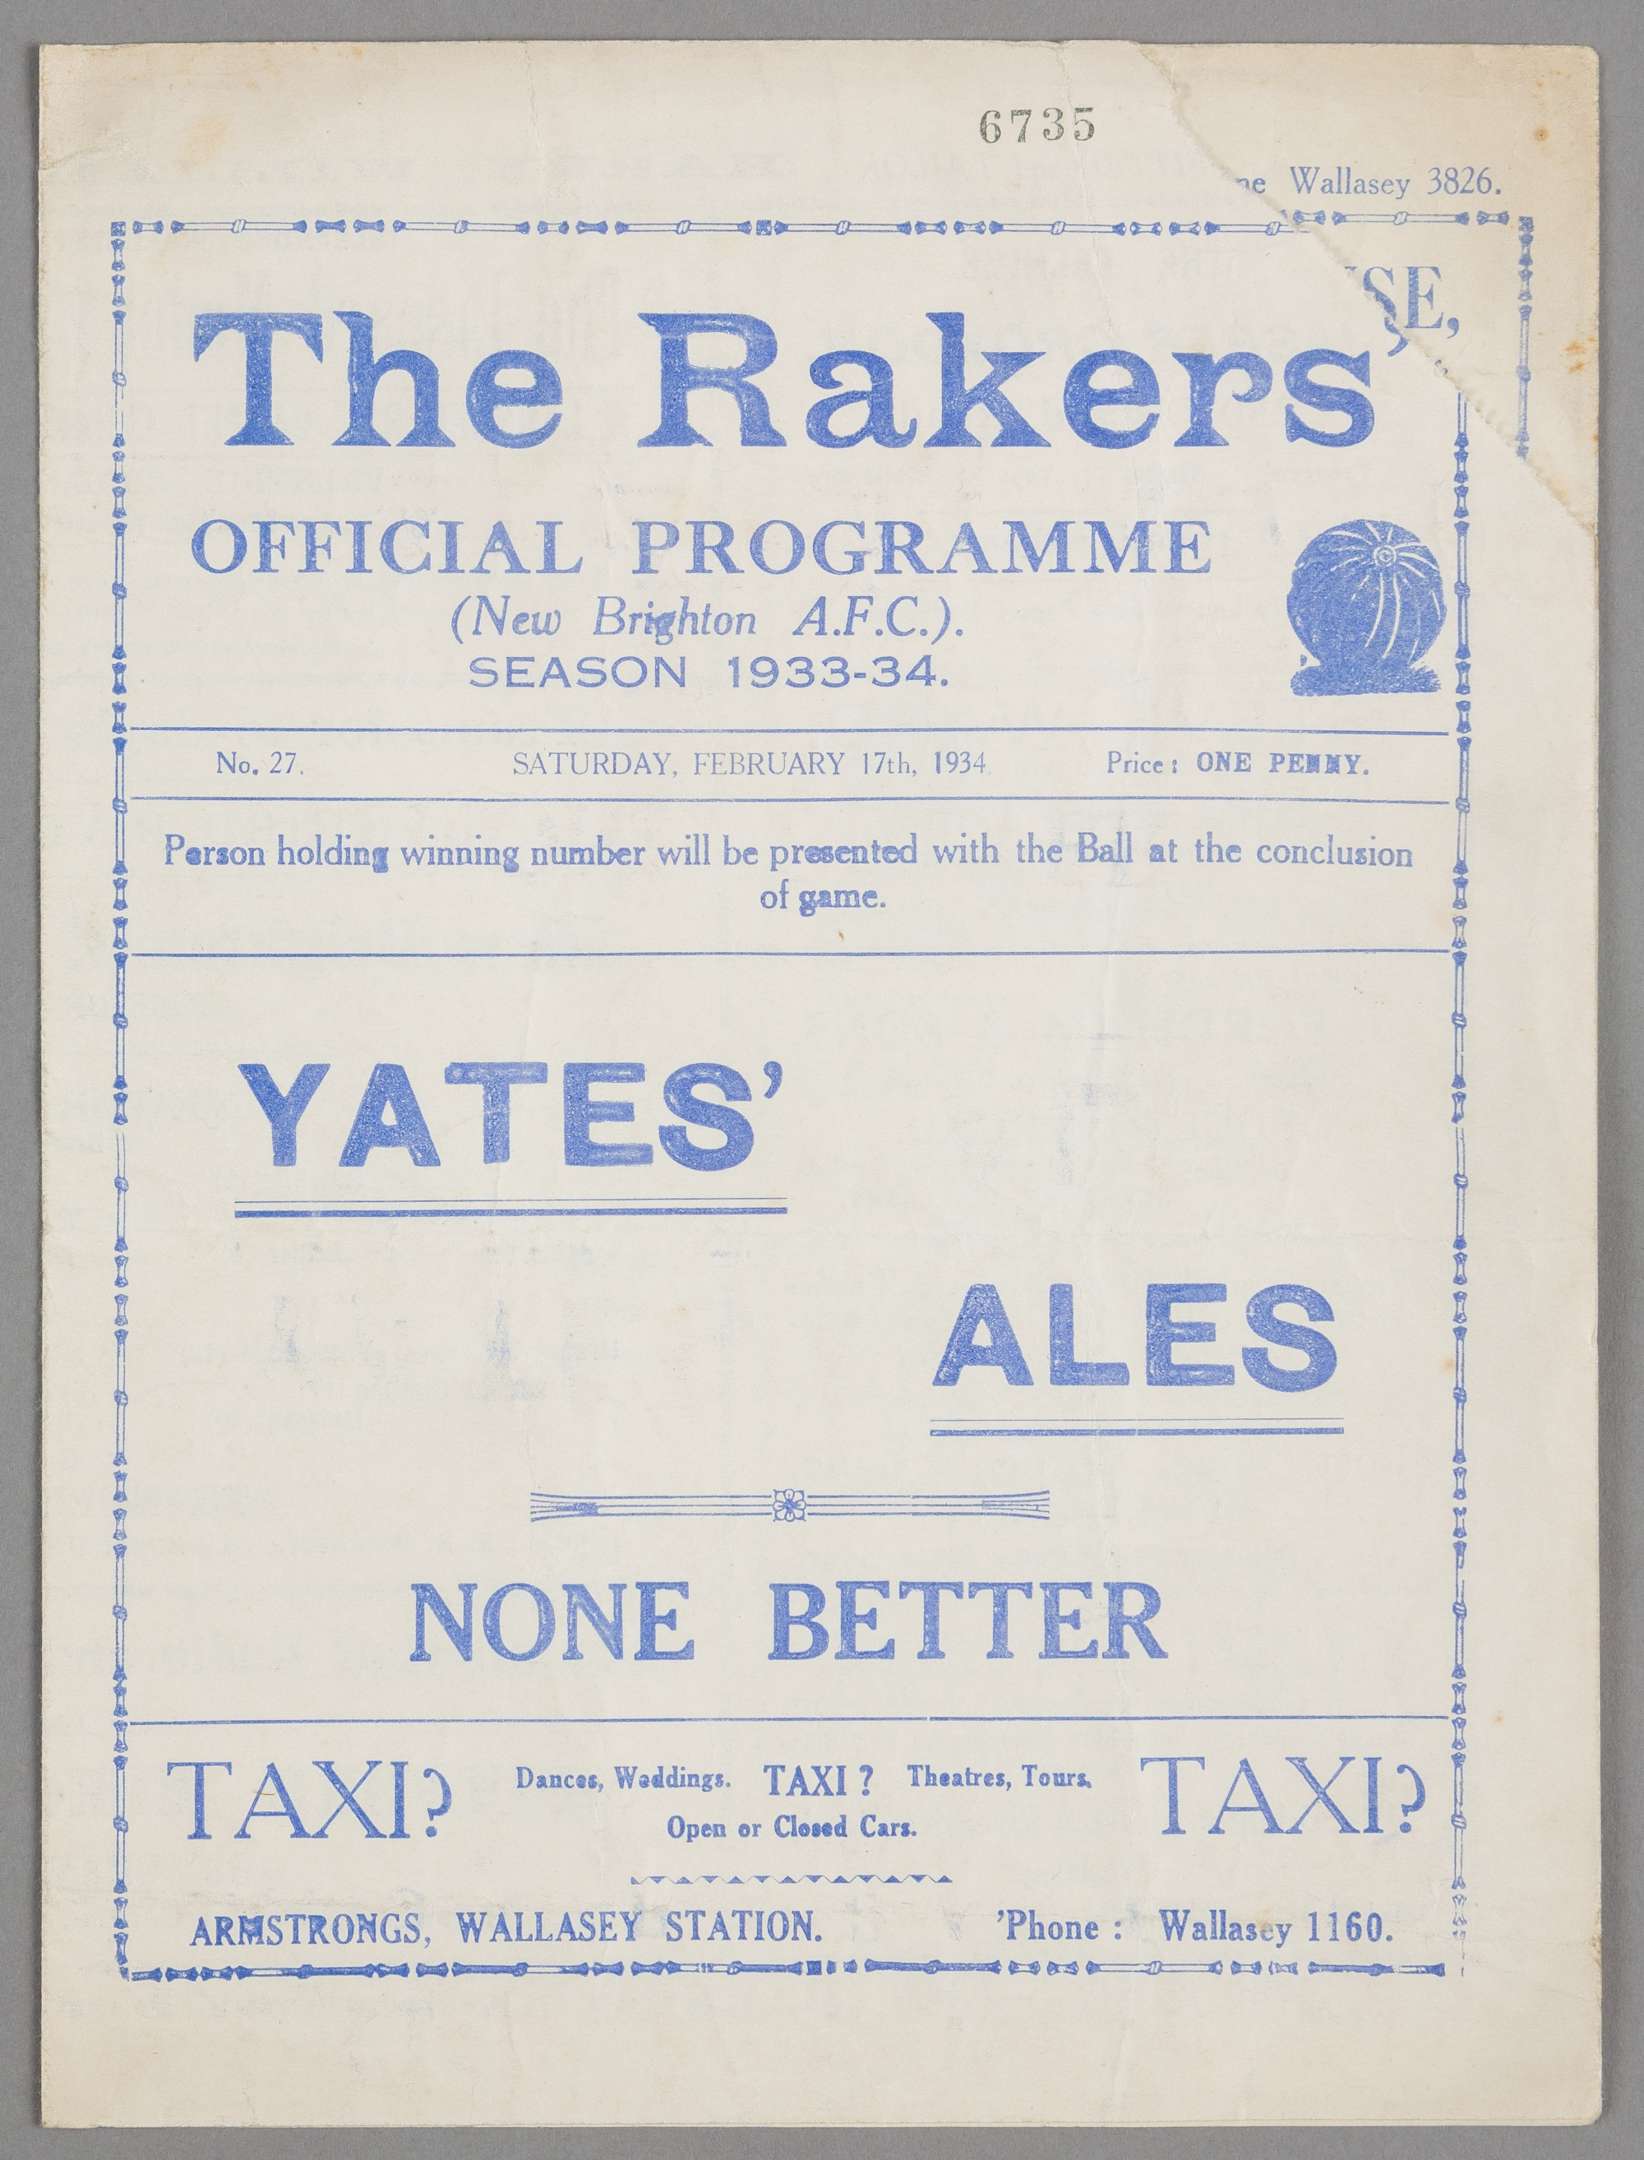 6735
Wallasey 3826.
SE,
The Rakers'
OFFICIAL PROGRAMME
(New Brighton A.F.C.).
SEASON 1933-34.
No. 27. SATURDAY, FEBRUARY 17th, 1934 Price: ONE PENNY.
Person holding winning number will be presented with the Ball at the conclusion
of game.
YATES'
ALES
NONE BETTER
TAXI? Dances, Weddings. TAXI? Theatres, Tours. TAXI?
Open or Closed Cars.
ARMSTRONGS, WALLASEY STATION. 'Phone: Wallasey 1160.